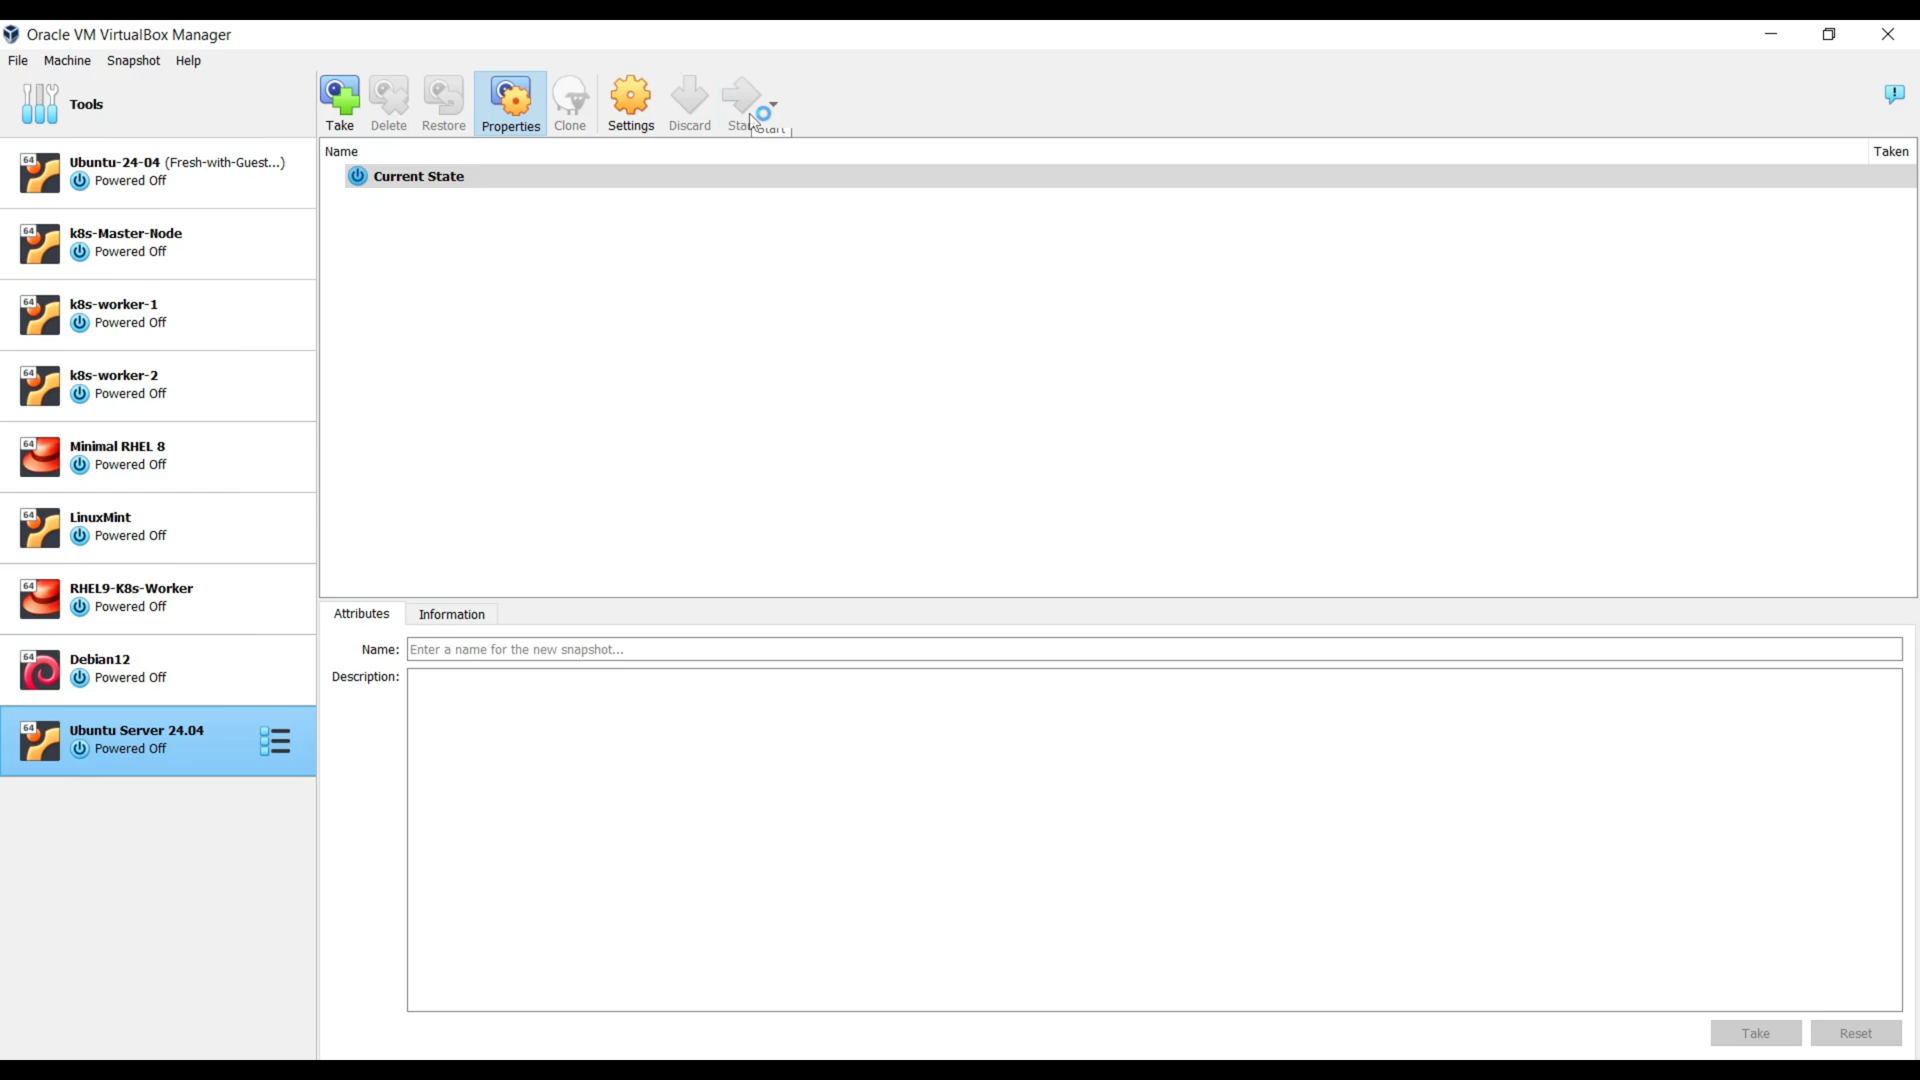 Oracle VM VirtualBox Manager
File Machine Snapshot Help
Tools
Take Delete Restore Properties Clone Settings Discard
Name Taken
Current State
64 Ubuntu-24-04 (Fresh-with-Guest...)
Powered Off
64 k8s-Master-Node
Powered Off
64 k8s-worker-1
Powered Off
64 k8s-worker-2
Powered Off
64 Minimal RHEL 8
Powered Off
64 LinuxMint
Powered Off
64 RHEL9-K8s-Worker
Powered Off
64 Debian12
Powered Off
64 Ubuntu Server 24.04
Powered Off
Attributes Information
Name: Enter a name for the new snapshot...
Description:
Take Reset